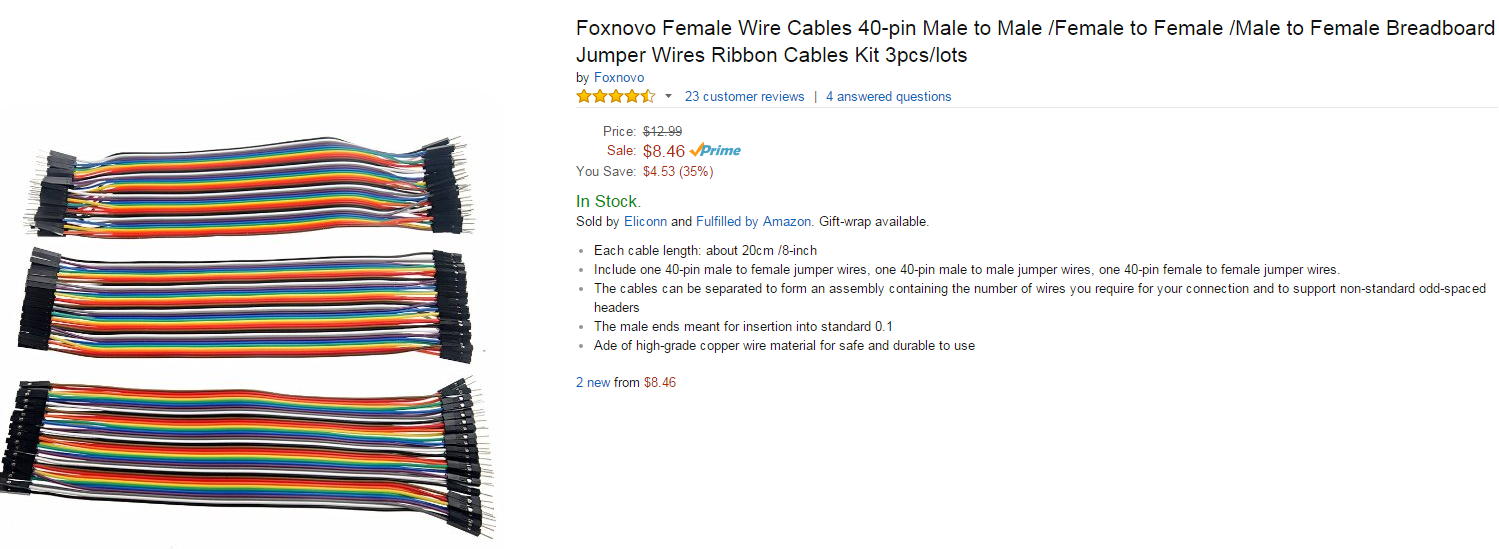 Foxnovo Female Wire Cables 40-pin Male to Male /Female to Female /Male to Female Breadboard
Jumper Wires Ribbon Cables Kit 3pcs/lots
by Foxnovo
23 customer reviews | 4 answered questions
Price: $12.99
Sale: $8.46 Prime
You Save: $4.53 (35%)
In Stock.
Sold by Eliconn and Fulfilled by Amazon. Gift-wrap available.
Each cable length: about 20cm /8-inch
Include one 40-pin male to female jumper wires, one 40-pin male to male jumper wires, one 40-pin female to female jumper wires.
The cables can be separated to form an assembly containing the number of wires you require for your connection and to support non-standard odd-spaced
headers
The male ends meant for insertion into standard 0.1
Ade of high-grade copper wire material for safe and durable to use
2 new from $8.46